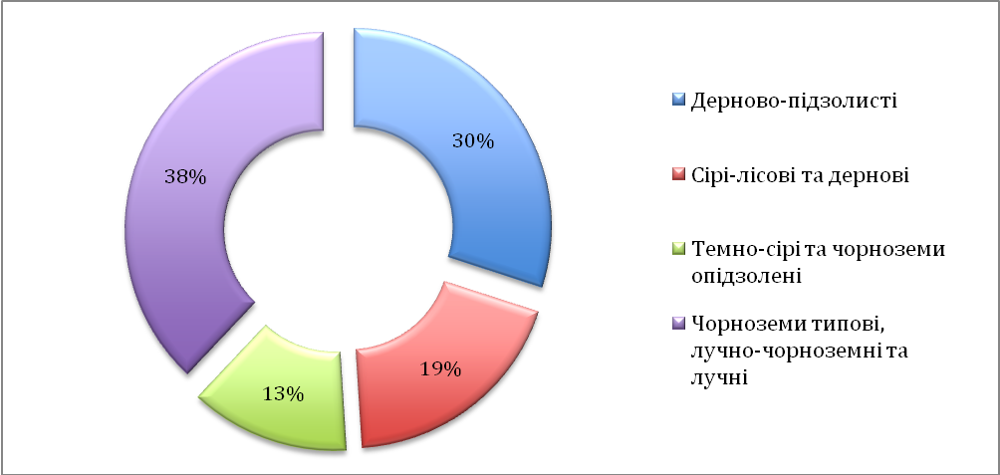 30%
19%
13%
38%
Дерново-підзолисті
Сірі-лісові та дернові
Темно-сірі та чорноземи
опідзолені
Чорноземи типові,
лучно-чорноземні та
лучні